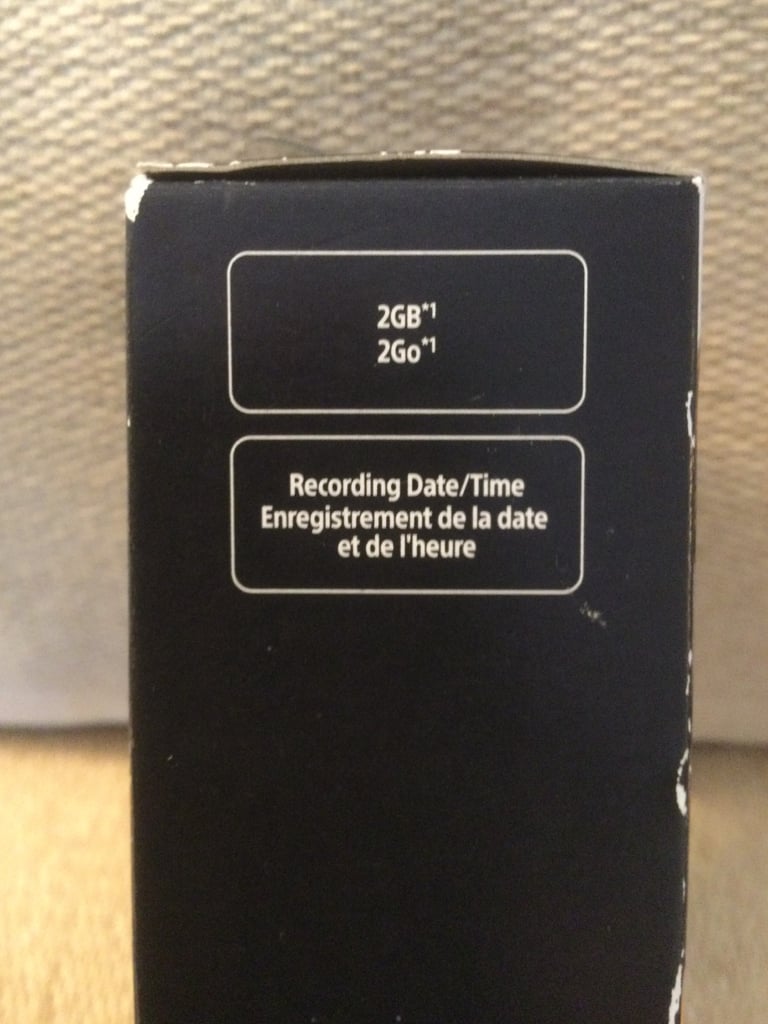 2GB*1
2Go*1
Recording Date/Time
Enregistrement de la date
et de l'heure